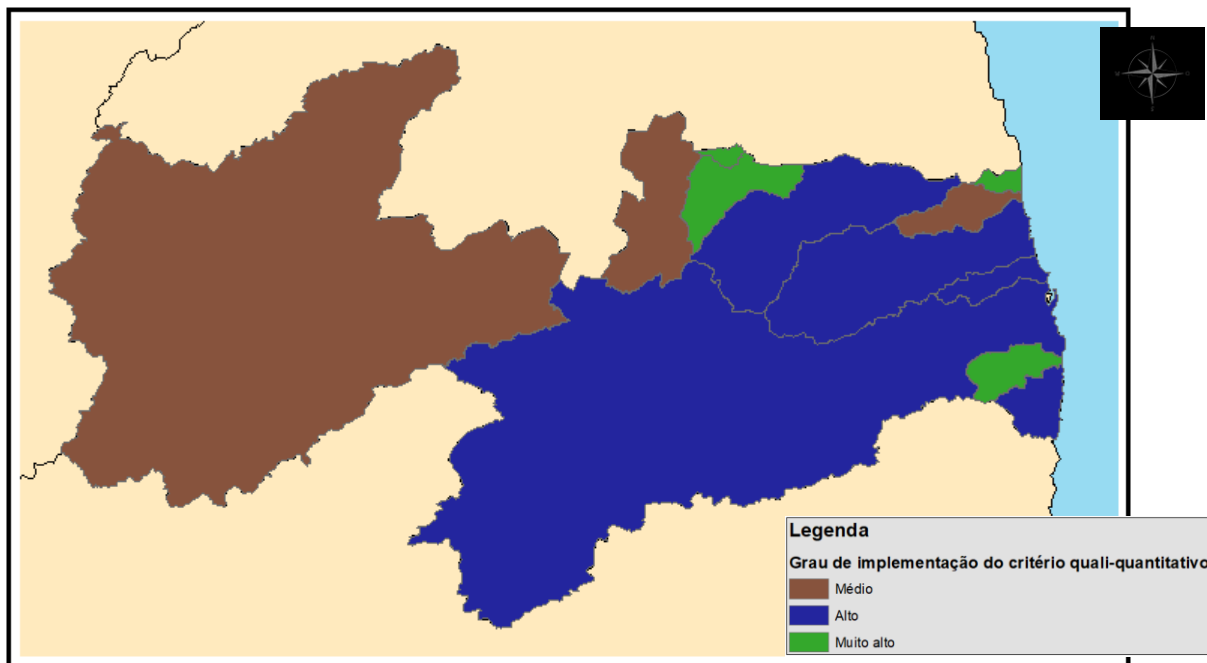 N
Legenda
Grau de implementação do critério quali-quantitativo
Médio
Alto
Muito alto